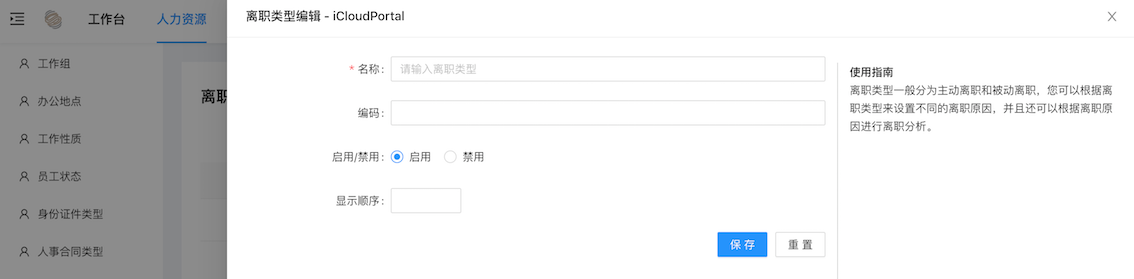 工作台
人力资源
工作组
办公地点
工作性质
员工状态
身份证件类型
人事合同类型
离职
离职类型编辑 - iCloudPortal
* 名称:
请输入离职类型
编码:
启用/禁用:
启用
禁用
显示顺序:
保 存
重 置
使用指南
离职类型一般分为主动离职和被动离职，您可以根据离
职类型来设置不同的离职原因，并且还可以根据离职原
因进行离职分析。